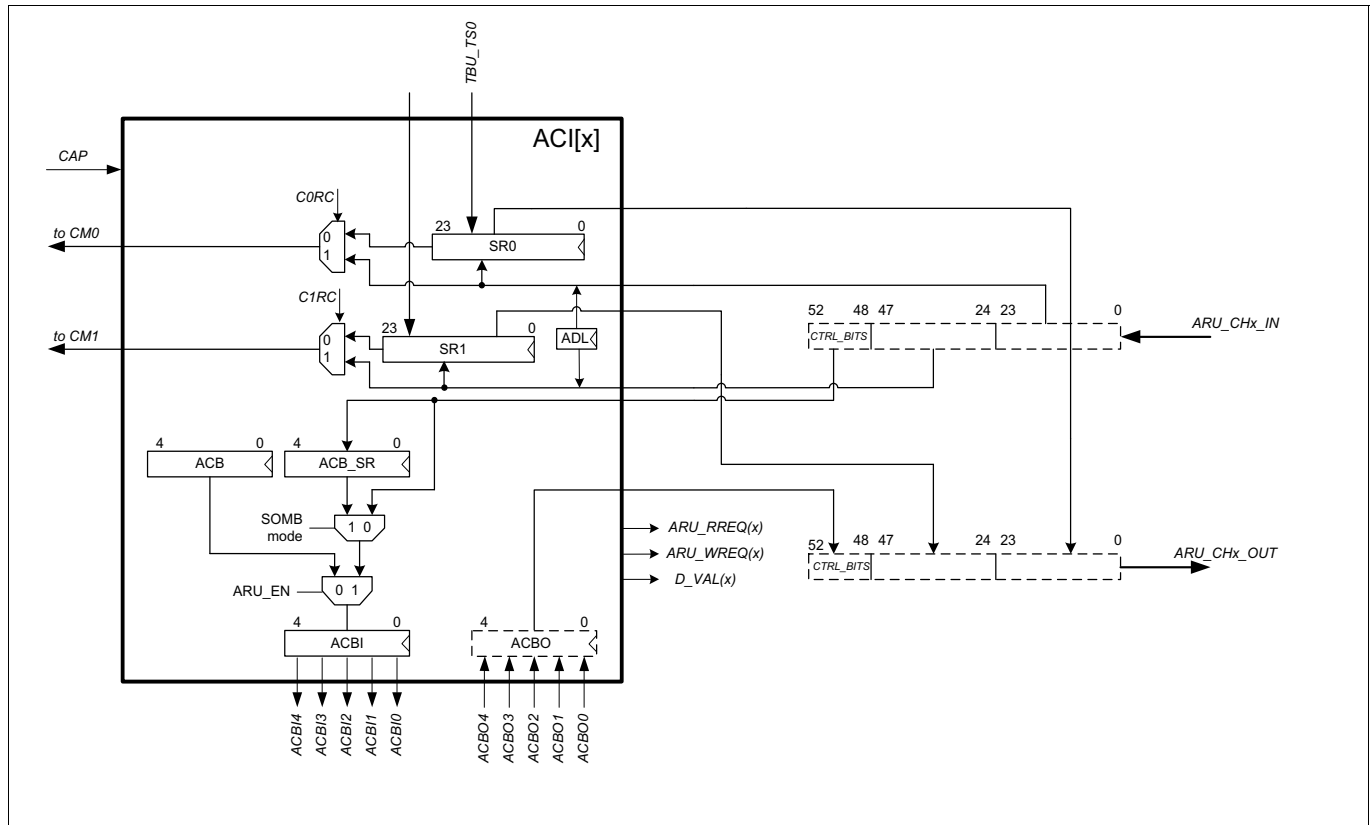 TBU_TS0
ACI[x]
CAP
C0RC
23 0
to CM0
0
1
SR0
C1RC
23 0
52 48 47 24 23 0
ARU_CHx_IN
to CM1
0
1
SR1
ADL
CTRL_BITS
4 0
4 0
ACB
ACB_SR
SOMB
mode
1 0
ARU_RREQ(x)
52 48 47 24 23 0
ARU_WREQ(x)
ARU_CHx_OUT
CTRL_BITS
D_VAL(x)
ARU_EN
0 1
4 0
4 0
ACBI
ACBO
ACBI4
ACBI3
ACBI2
ACBI1
ACBI0
ACBO4
ACBO3
ACBO2
ACBO1
ACBO0